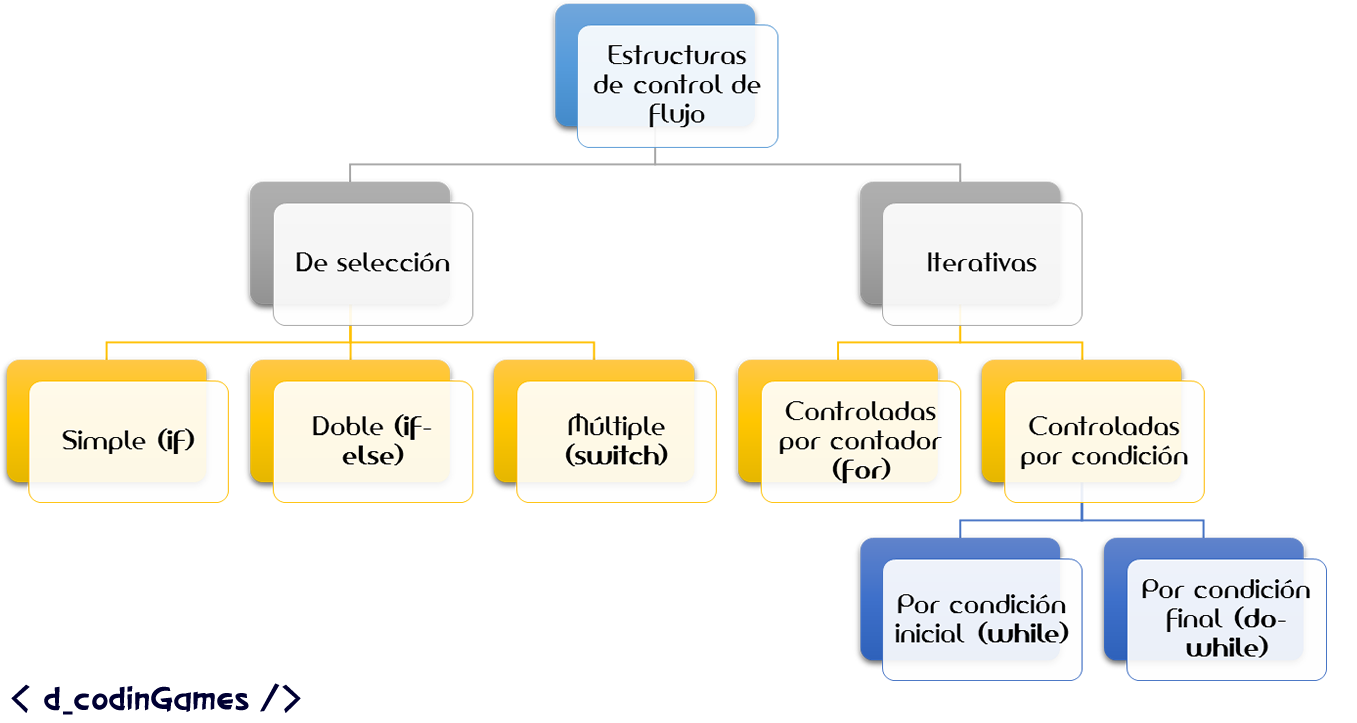 Estructuras
de control de
flujo
De selección
Iterativas
Simple (if)
Doble (if-
else)
Múltiple
(switch)
Controladas
por contador
(for)
Controladas
por condición
Por condición
inicial (while)
Por condición
final (do-
while)
< d_codinGames />